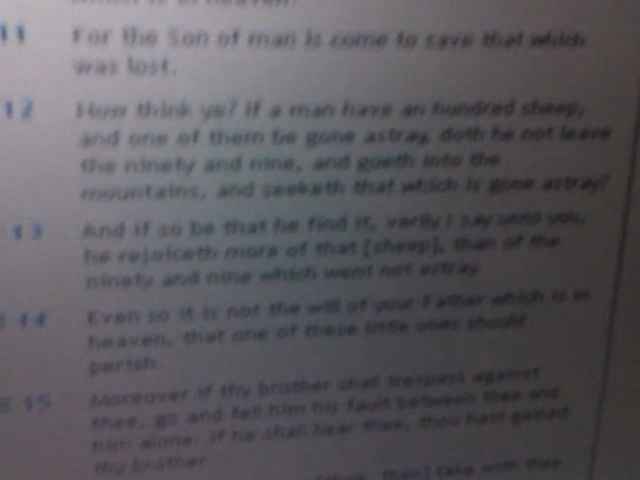 which is in heaven.
11 For the Son of man is come to save that which
was lost.
12 How think ye? If a man have an hundred sheep,
and one of them be gone astray, doth he not leave
the ninety and nine, and goeth into the
mountains, and seeketh that which is gone astray?
13 And if so be that he find it, verily I say unto you,
he rejoiceth more of that [sheep], than of the
ninety and nine which went not astray.
14 Even so it is not the will of your Father which is in
heaven, that one of these little ones should
perish.
15 Moreover if thy brother shall trespass against
thee, go and tell him his fault between thee and
him alone: if he shall hear thee, thou hast gained
thy brother.
thee, then] take with thee